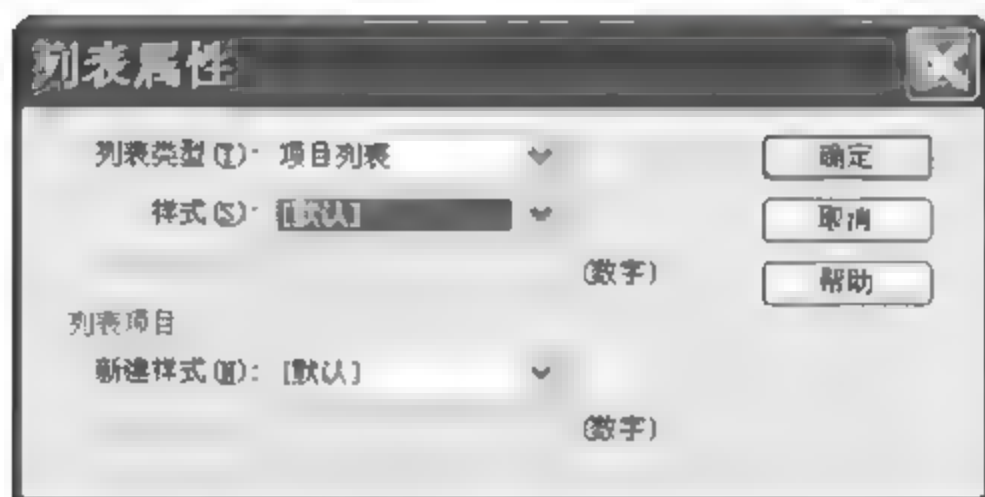 列表属性
列表类型(T): 项目列表
确定
样式(S): [默认]
取消
(数字)
帮助
列表项目
新建样式(N): [默认]
(数字)